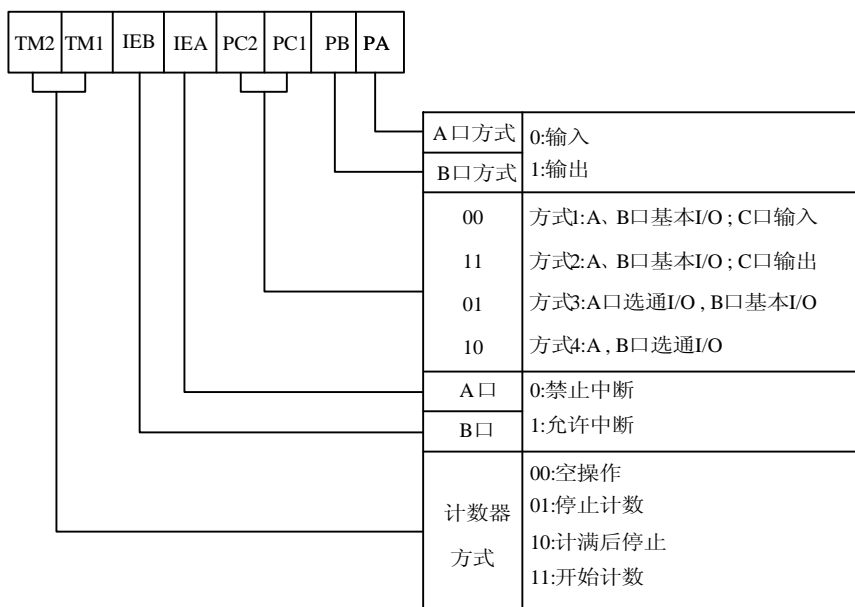 TM2 TM1 IEB IEA PC2 PC1 PB PA
A口方式 0:输入
B口方式 1:输出
00 方式1:A、B口基本I/O ; C口输入
11 方式2:A、B口基本I/O ; C口输出
01 方式3:A口选通I/O , B口基本I/O
10 方式4:A , B口选通I/O
A口 0:禁止中断
B口 1:允许中断
计数器方式
00:空操作
01:停止计数
10:计满后停止
11:开始计数